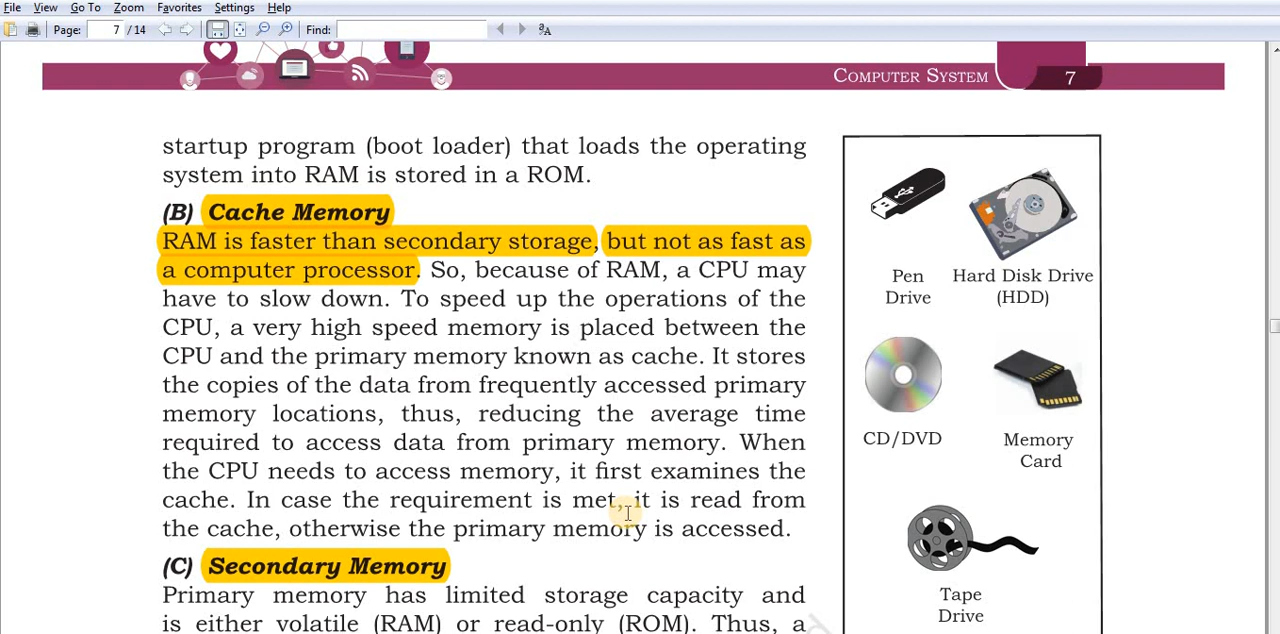 File View Go To Zoom Favorites Settings Help
Page: 7 / 14 Find: ªA
COMPUTER SYSTEM 7
startup program (boot loader) that loads the operating
system into RAM is stored in a ROM.
(B) Cache Memory
RAM is faster than secondary storage, but not as fast as
a computer processor. So, because of RAM, a CPU may
have to slow down. To speed up the operations of the
CPU, a very high speed memory is placed between the
CPU and the primary memory known as cache. It stores
the copies of the data from frequently accessed primary
memory locations, thus, reducing the average time
required to access data from primary memory. When
the CPU needs to access memory, it first examines the
cache. In case the requirement is met, it is read from
the cache, otherwise the primary memory is accessed.
(C) Secondary Memory
Primary memory has limited storage capacity and
is either volatile (RAM) or read-only (ROM). Thus, a
Pen
Drive
Hard Disk Drive
(HDD)
CD/DVD
Memory
Card
Tape
Drive